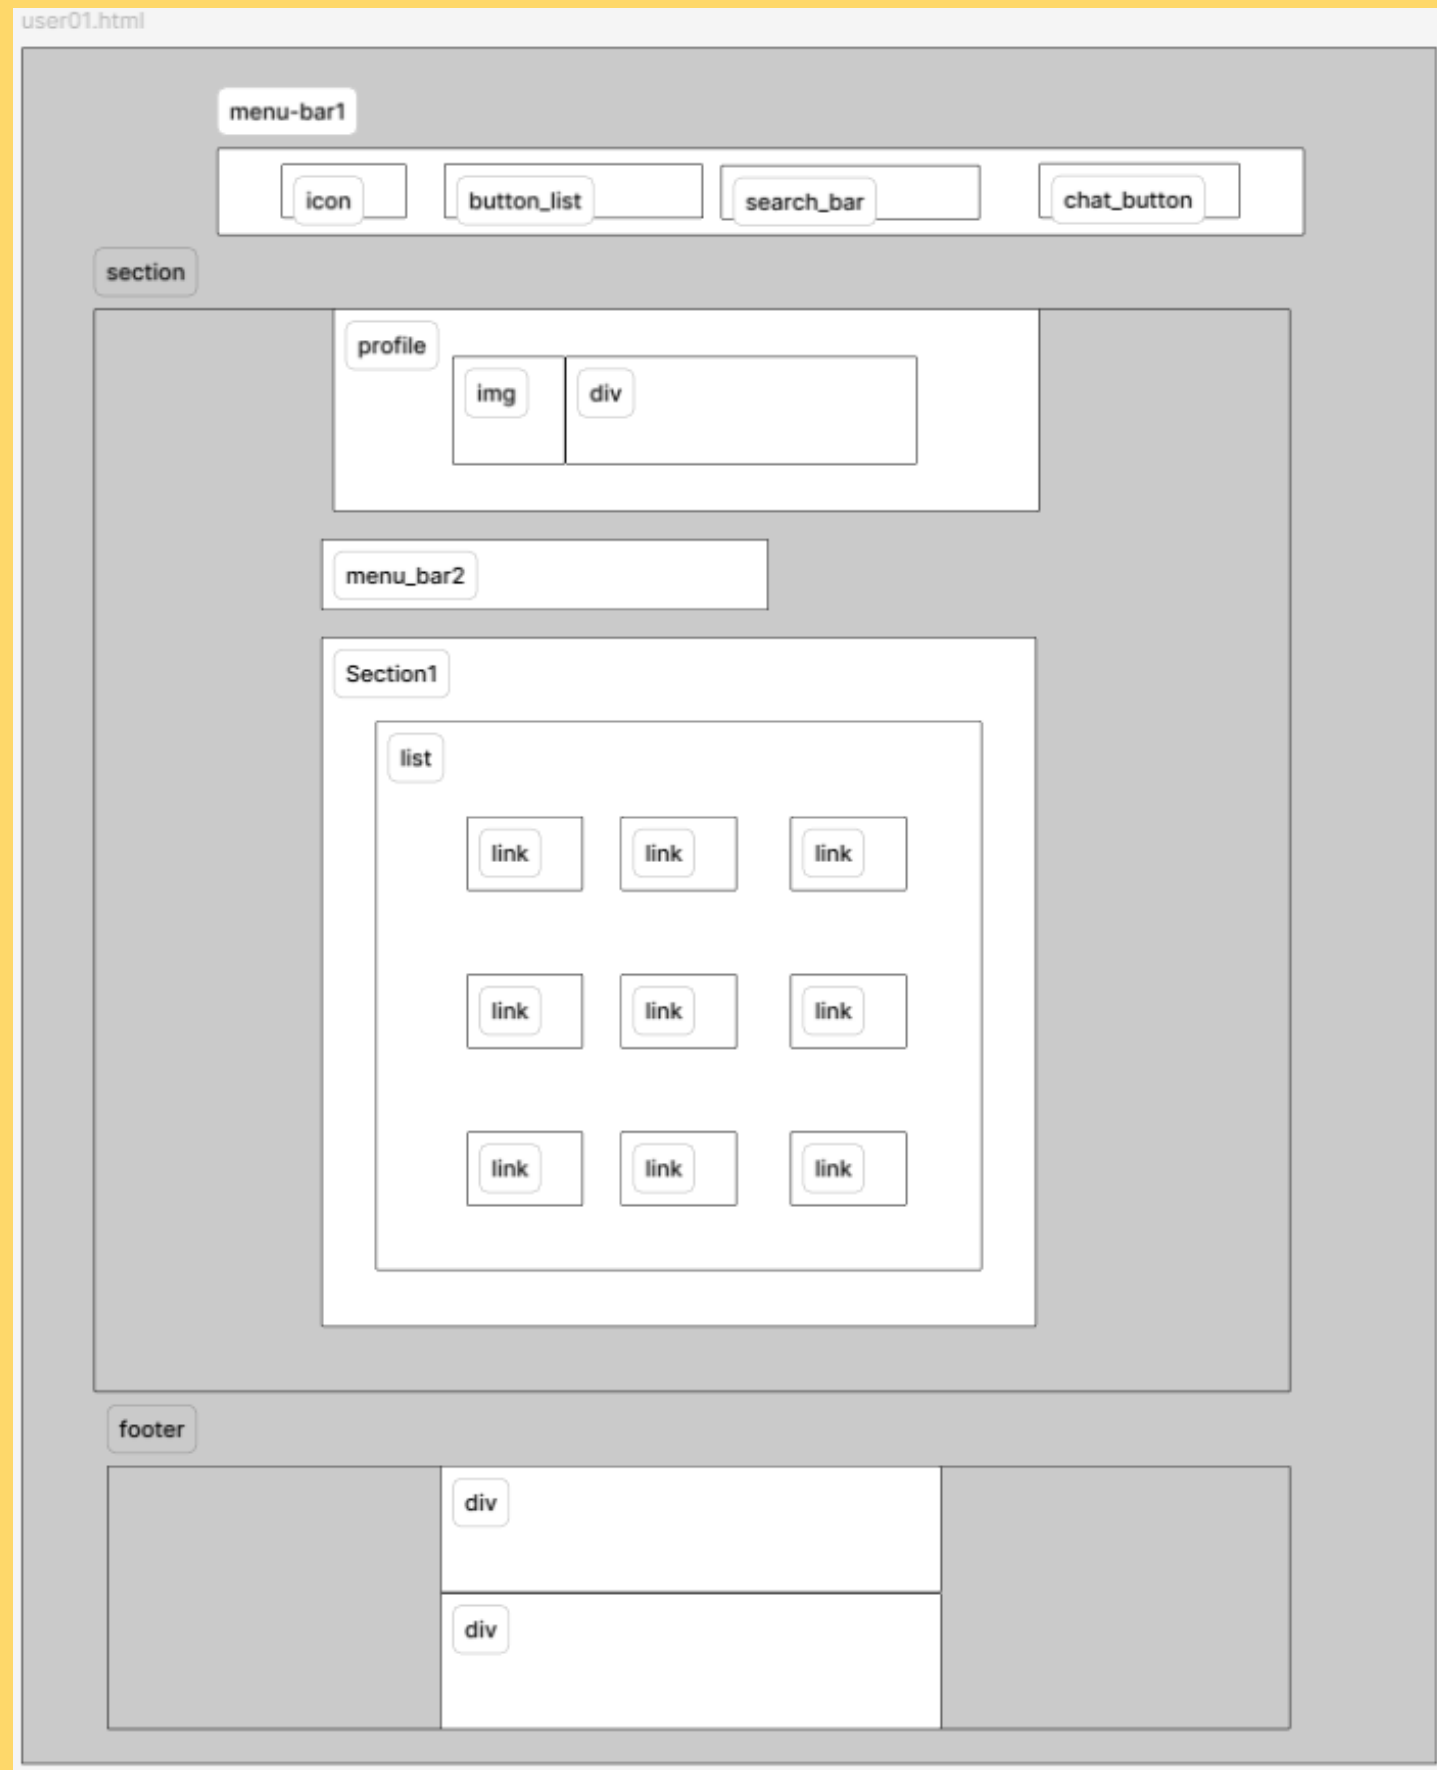 user01.html
menu-bar1
icon
button_list
search_bar
chat_button
section
profile
img
div
menu_bar2
Section1
list
link
link
link
link
link
link
link
link
link
footer
div
div